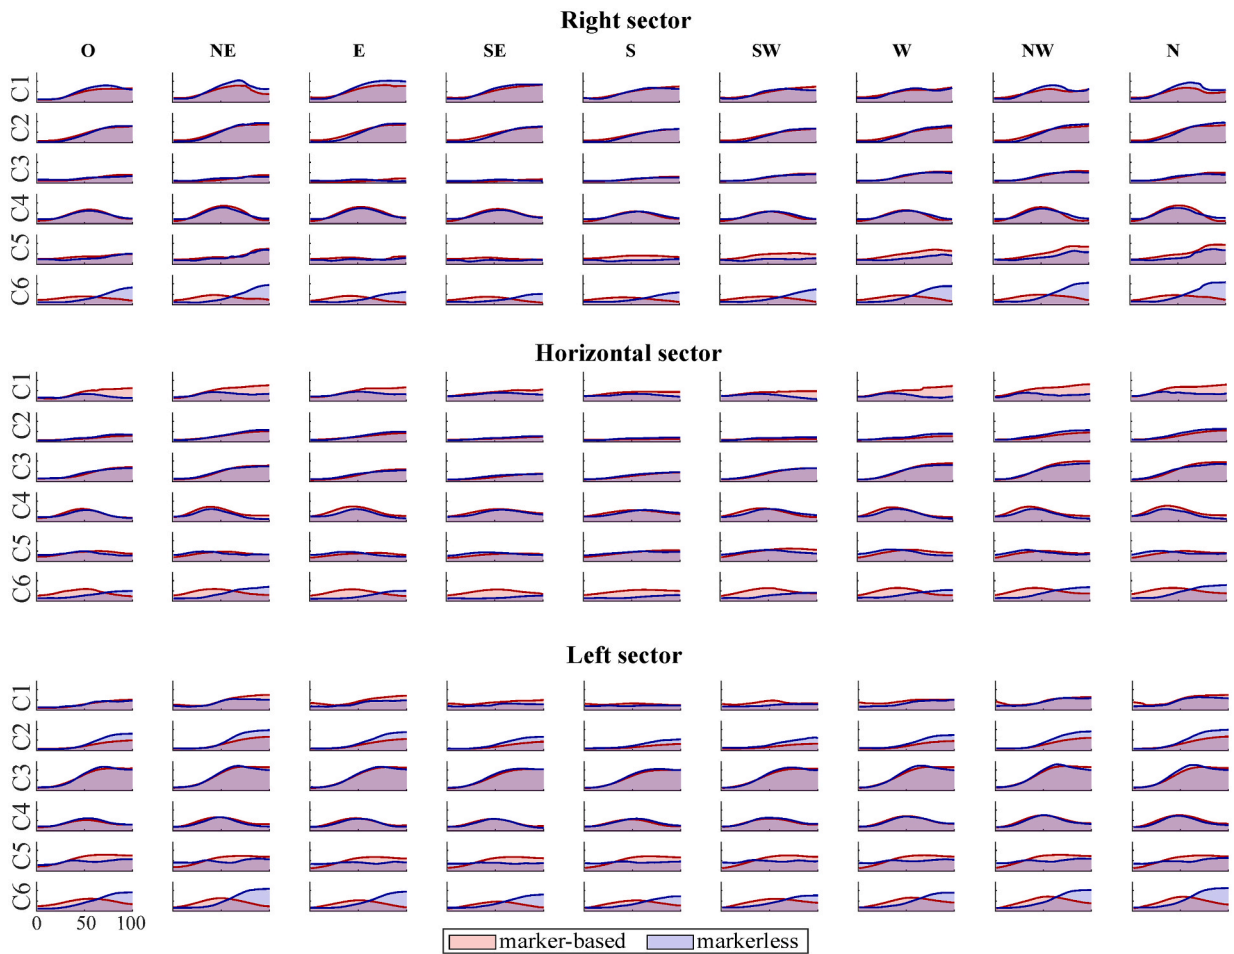 Right sector
O NE E SE S SW W NW N
C1
C2
C3
C4
C5
C6
Horizontal sector
C1
C2
C3
C4
C5
C6
Left sector
C1
C2
C3
C4
C5
C6
0 50 100
marker-based markerless